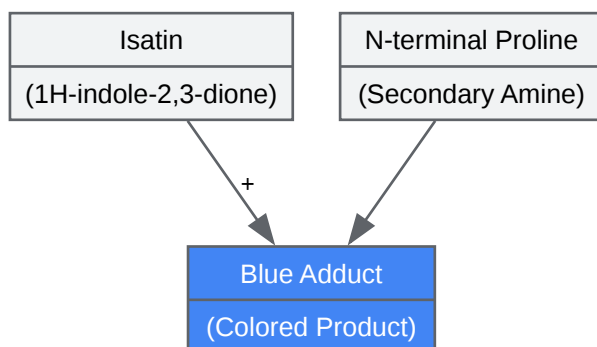 Isatin
(1H-indole-2,3-dione)
N-terminal Proline
(Secondary Amine)
+
Blue Adduct
(Colored Product)